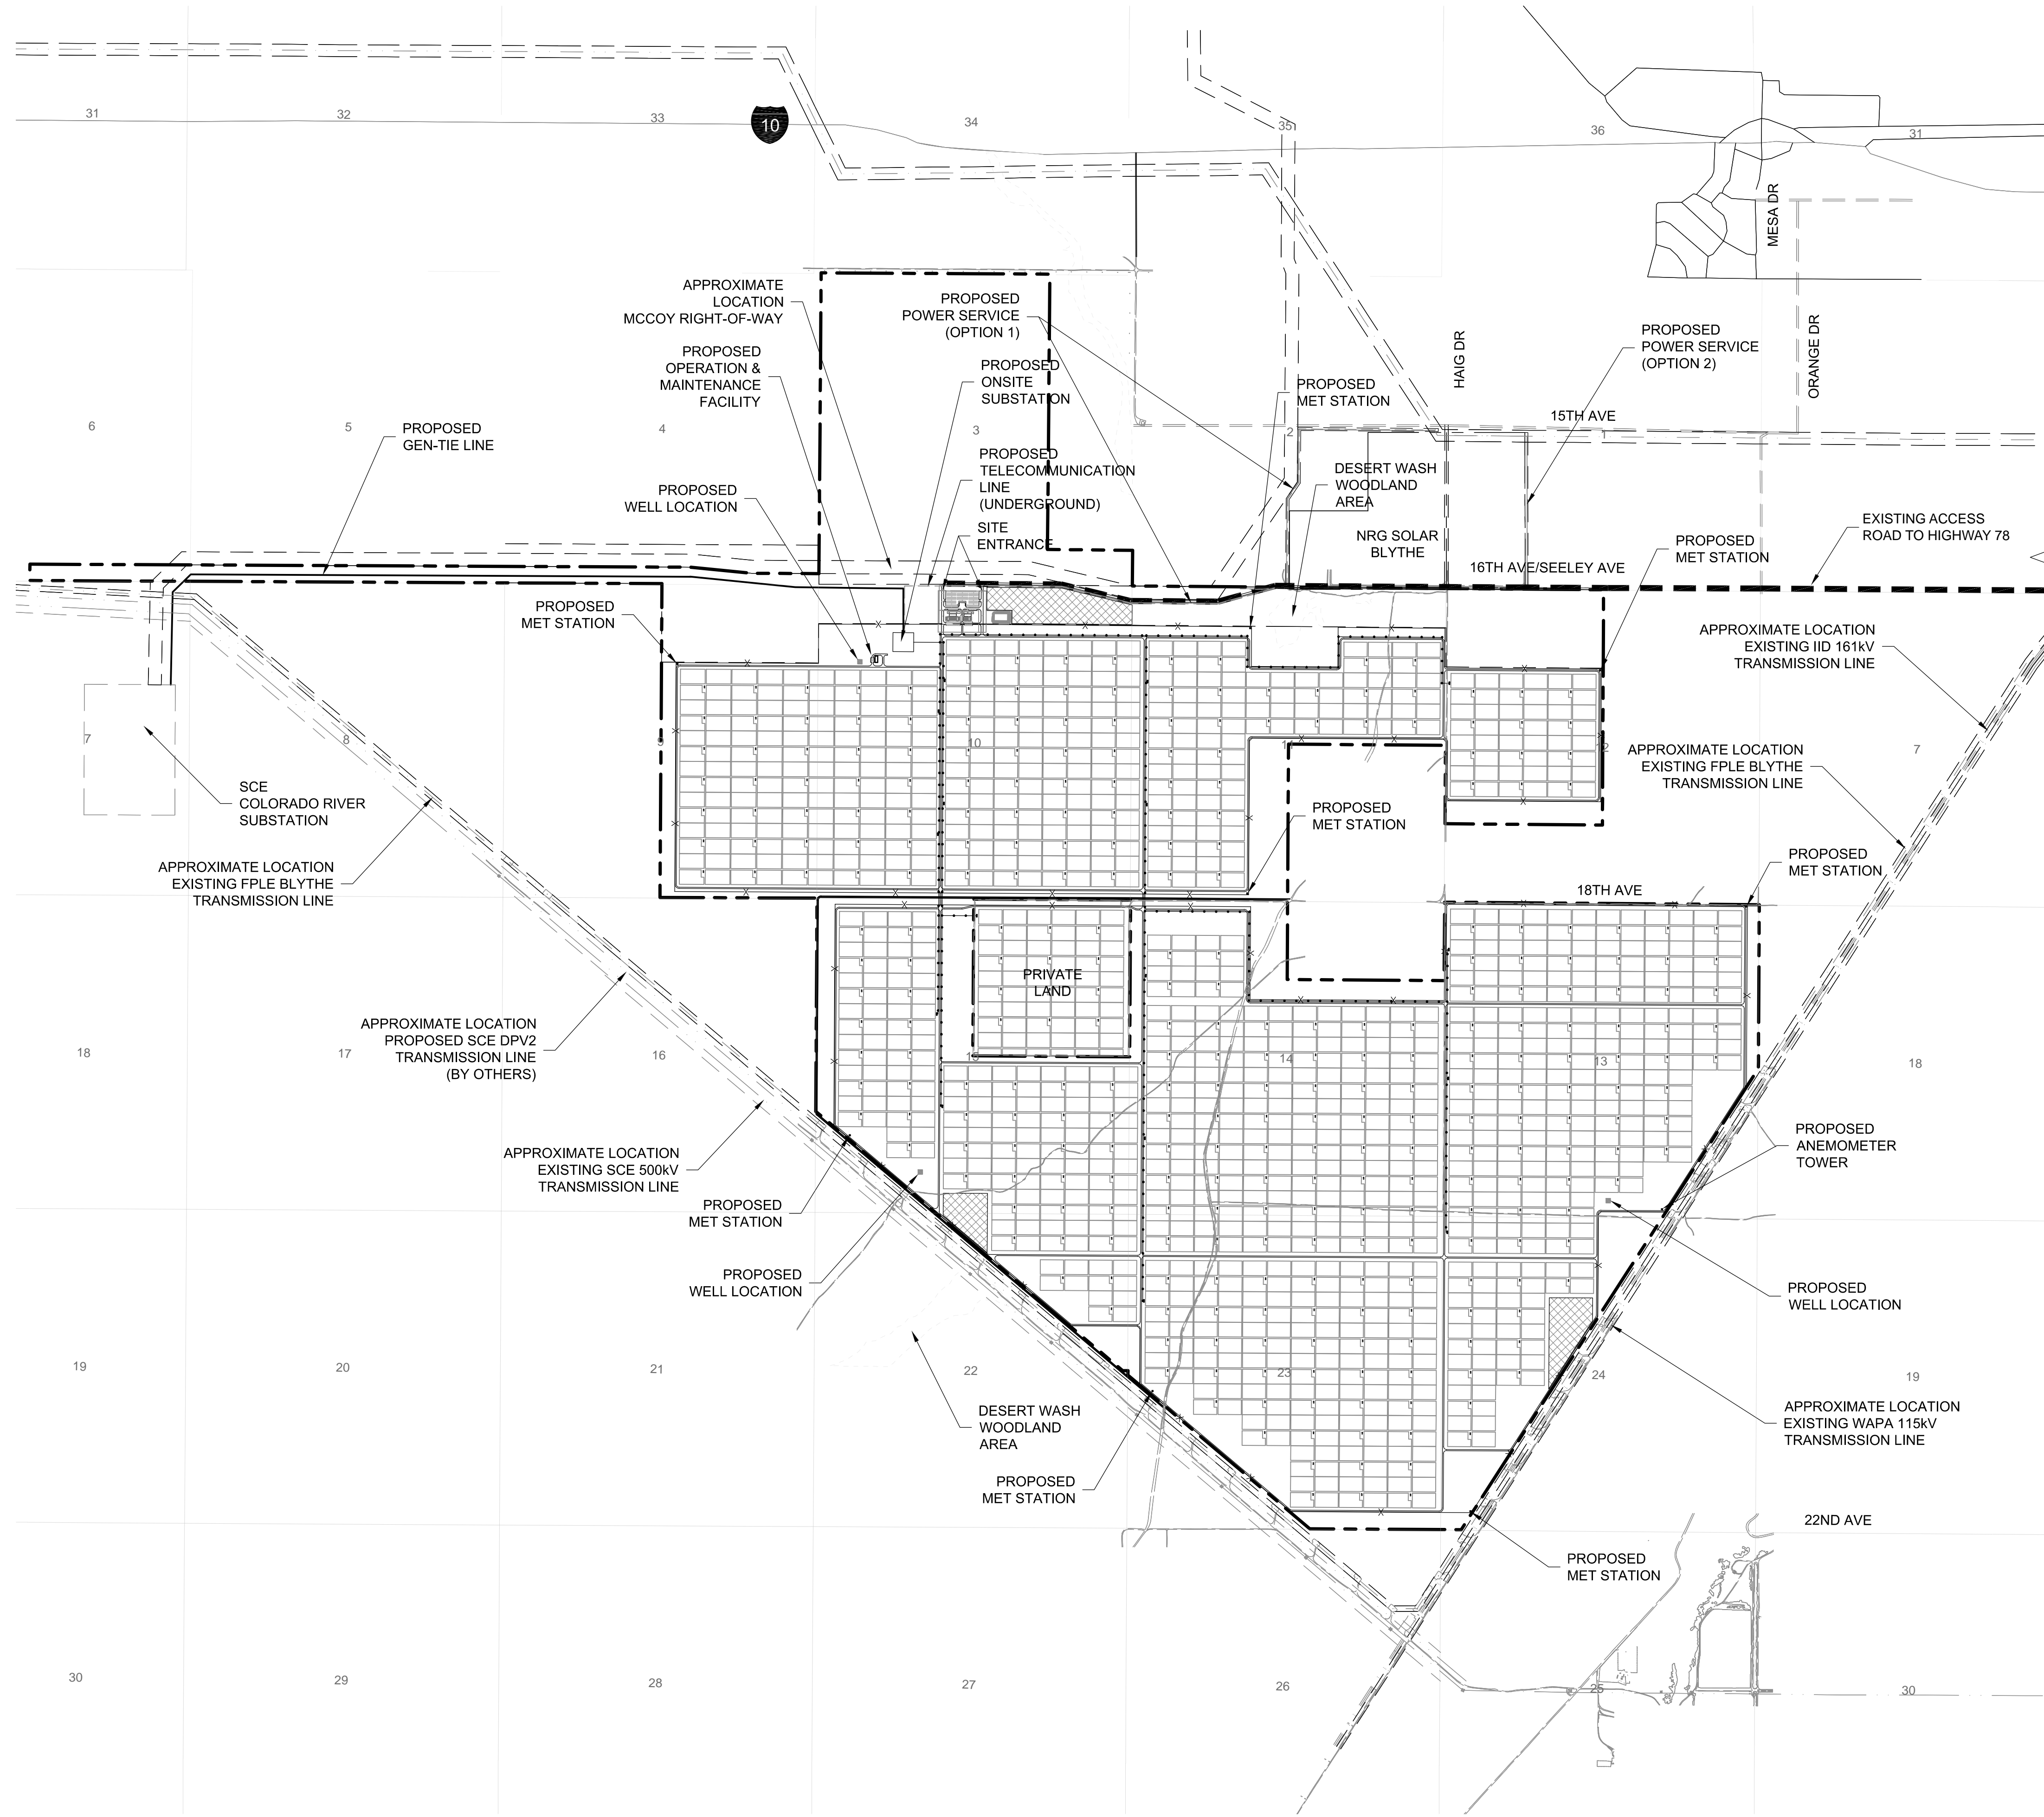 31
32
33
10
34
35
36
31
MESA DR
APPROXIMATE
LOCATION
MCCOY RIGHT-OF-WAY
PROPOSED
POWER SERVICE
(OPTION 1)
HAIG DR
PROPOSED
POWER SERVICE
(OPTION 2)
ORANGE DR
PROPOSED
OPERATION &
MAINTENANCE
FACILITY
PROPOSED
ONSITE
SUBSTATION
PROPOSED
MET STATION
15TH AVE
6
5
4
3
2
PROPOSED
GEN-TIE LINE
PROPOSED
TELECOMMUNICATION
LINE
(UNDERGROUND)
DESERT WASH
WOODLAND
AREA
PROPOSED
WELL LOCATION
SITE
ENTRANCE
NRG SOLAR
BLYTHE
EXISTING ACCESS
ROAD TO HIGHWAY 78
PROPOSED
MET STATION
16TH AVE/SEELEY AVE
PROPOSED
MET STATION
APPROXIMATE LOCATION
EXISTING IID 161kV
TRANSMISSION LINE
7
8
9
10
11
12
7
APPROXIMATE LOCATION
EXISTING FPLE BLYTHE
TRANSMISSION LINE
SCE
COLORADO RIVER
SUBSTATION
PROPOSED
MET STATION
APPROXIMATE LOCATION
EXISTING FPLE BLYTHE
TRANSMISSION LINE
PROPOSED
MET STATION
18TH AVE
PRIVATE
LAND
APPROXIMATE LOCATION
PROPOSED SCE DPV2
TRANSMISSION LINE
(BY OTHERS)
18
17
16
15
14
13
18
APPROXIMATE LOCATION
EXISTING SCE 500kV
TRANSMISSION LINE
PROPOSED
ANEMOMETER
TOWER
PROPOSED
MET STATION
PROPOSED
WELL LOCATION
PROPOSED
WELL LOCATION
19
20
21
22
23
24
19
DESERT WASH
WOODLAND
AREA
APPROXIMATE LOCATION
EXISTING WAPA 115kV
TRANSMISSION LINE
PROPOSED
MET STATION
22ND AVE
PROPOSED
MET STATION
30
29
28
27
26
25
30